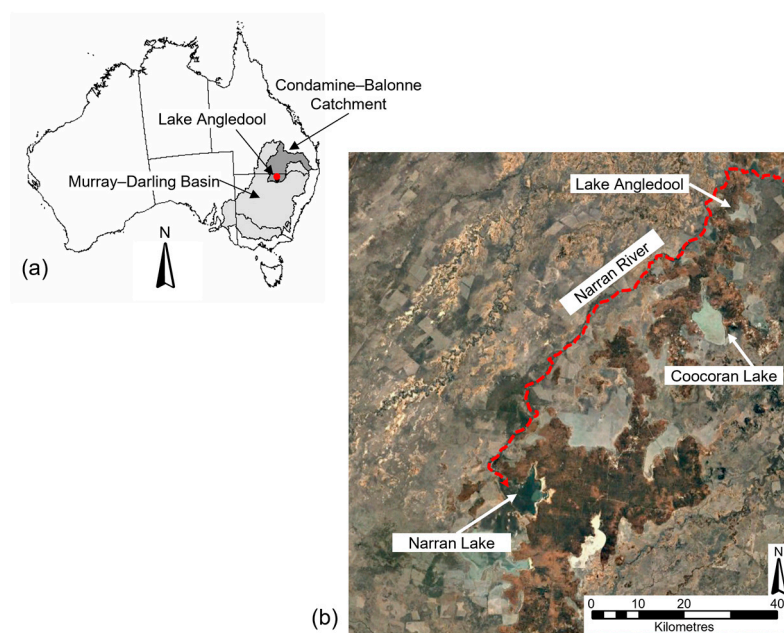 Condamine–Balonne
Catchment
Lake Angledool
Murray–Darling Basin
N
(a)
Lake Angledool
Narran River
Coocoran Lake
Narran Lake
N
0 10 20 40
Kilometres
(b)